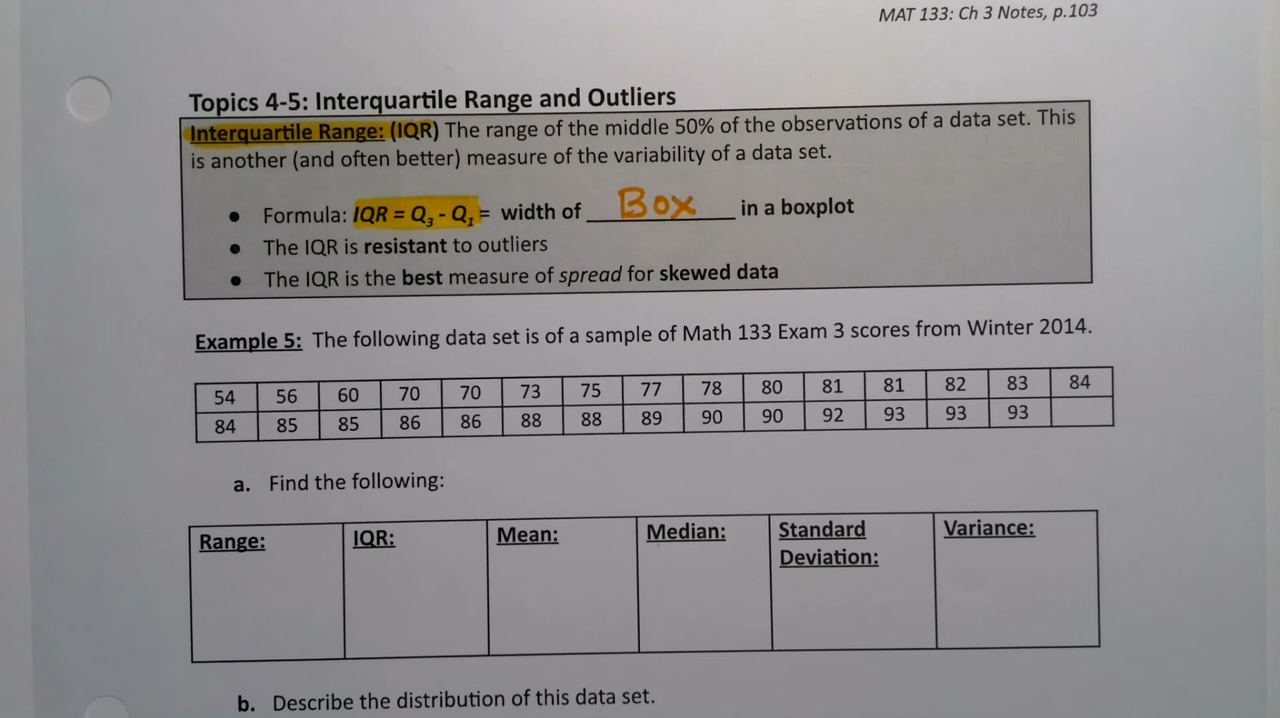 MAT 133: Ch 3 Notes, p.103
Topics 4-5: Interquartile Range and Outliers
Interquartile Range: (IQR) The range of the middle 50% of the observations of a data set. This
is another (and often better) measure of the variability of a data set.
● Formula: IQR = Q₃ - Q₁ = width of Box in a boxplot
● The IQR is resistant to outliers
● The IQR is the best measure of spread for skewed data
Example 5: The following data set is of a sample of Math 133 Exam 3 scores from Winter 2014.
54 56 60 70 70 73 75 77 78 80 81 81 82 83 84
84 85 85 86 86 88 88 89 90 90 92 93 93 93
a. Find the following:
Range: IQR: Mean: Median: Standard Variance:
Deviation:
b. Describe the distribution of this data set.